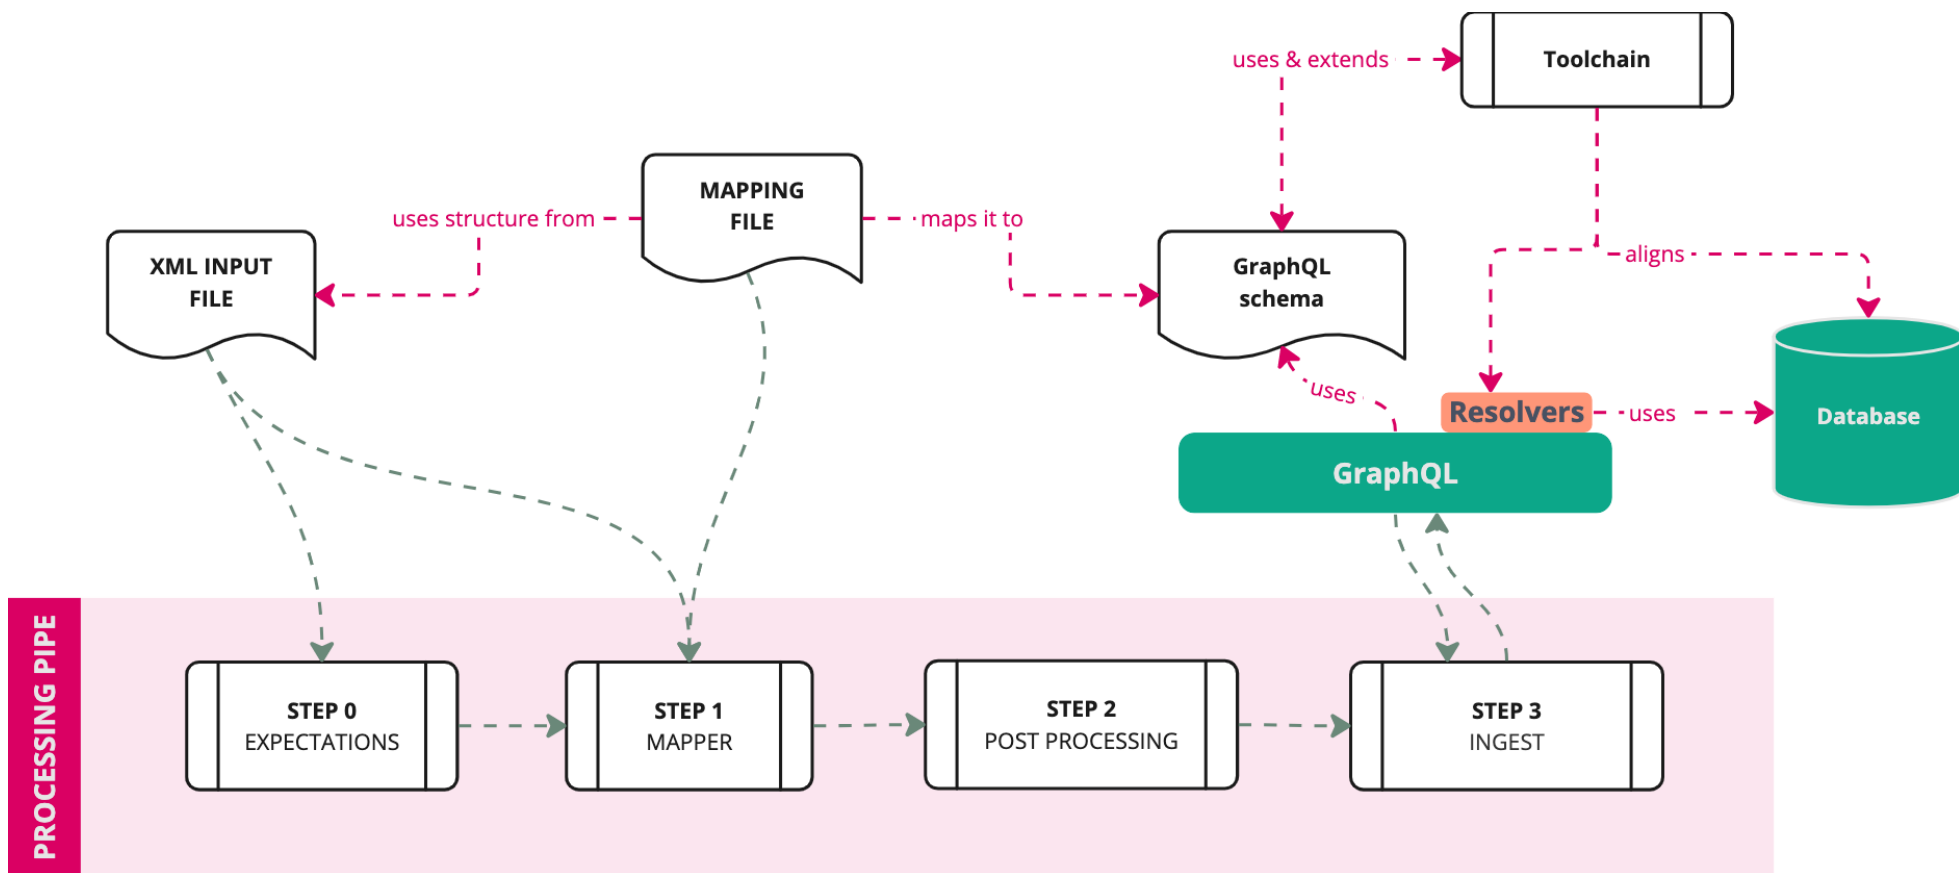 uses & extends
Toolchain
MAPPING
FILE
uses structure from
maps it to
XML INPUT
FILE
GraphQL
schema
aligns
uses
Resolvers
uses
Database
GraphQL
PROCESSING PIPE
STEP 0
EXPECTATIONS
STEP 1
MAPPER
STEP 2
POST PROCESSING
STEP 3
INGEST